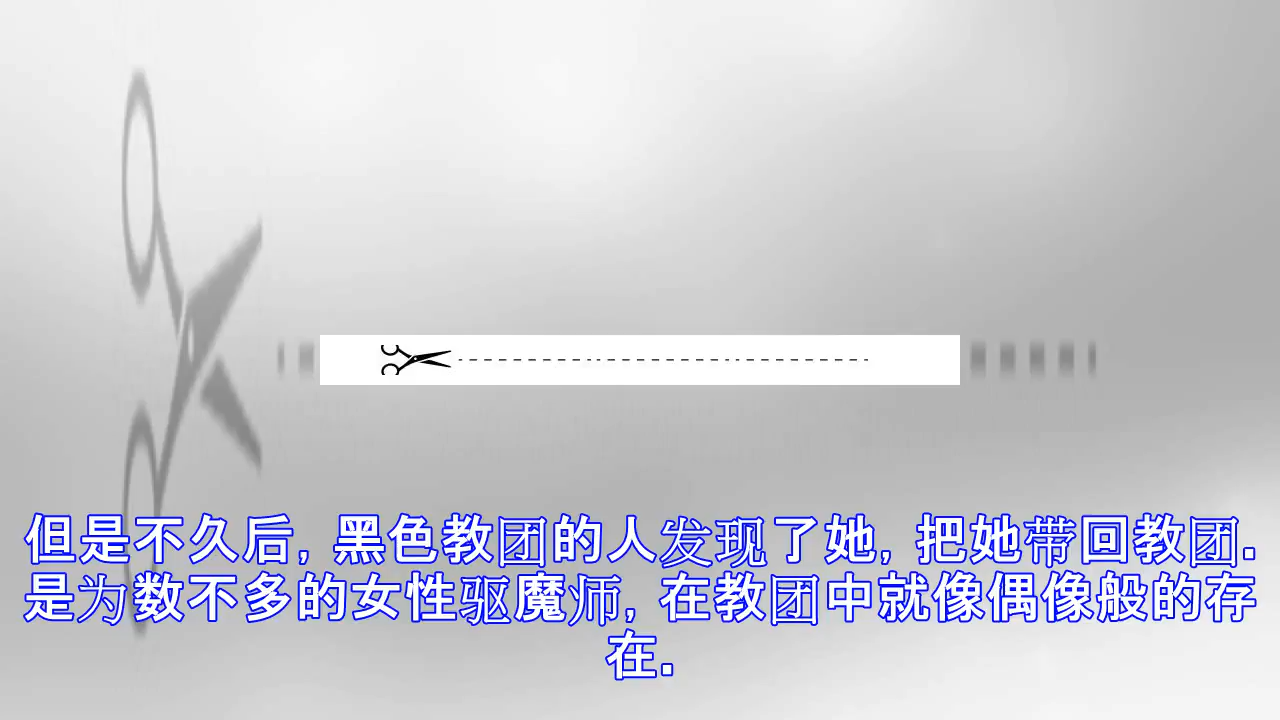 但是不久后, 黑色教团的人发现了她, 把她带回教团.
是为数不多的女性驱魔师, 在教团中就像偶像般的存
在.